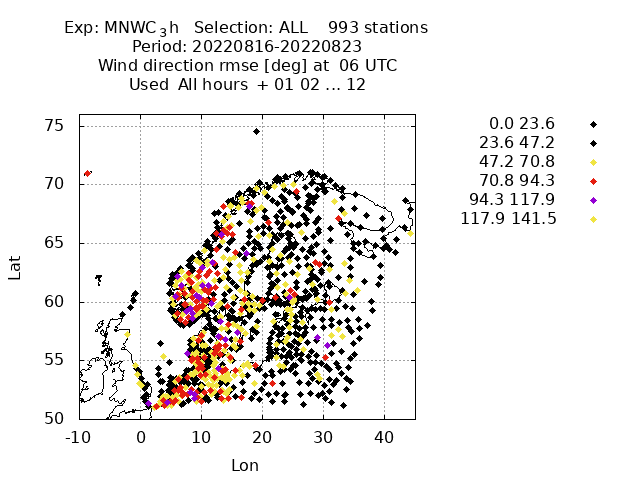 Exp: MNWC_3h   Selection: ALL    993 stations
Period: 20220816-20220823
Wind direction rmse [deg] at  06 UTC
Used  All hours  + 01 02 ... 12
0.0 23.6
23.6 47.2
47.2 70.8
70.8 94.3
94.3 117.9
117.9 141.5
75
70
65
60
55
50
Lat
-10 0 10 20 30 40
Lon